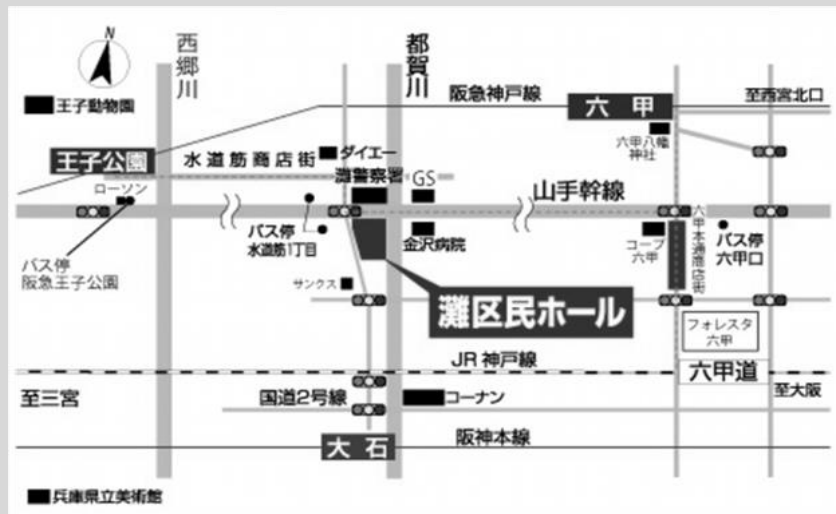 N
西郷川
都賀川
王子動物園
阪急神戸線
六甲
至西宮北口
王子公園
水道筋商店街
ダイエー
六甲八幡
神社
灘警察署
GS
ローソン
山手幹線
バス停
阪急王子公園
バス停
水道筋1丁目
金沢病院
コープ
六甲
六甲本通商店街
バス停
六甲口
サンクス
灘区民ホール
フォレスタ
六甲
JR 神戸線
六甲道
至三宮
国道2号線
コーナン
至大阪
大石
阪神本線
兵庫県立美術館